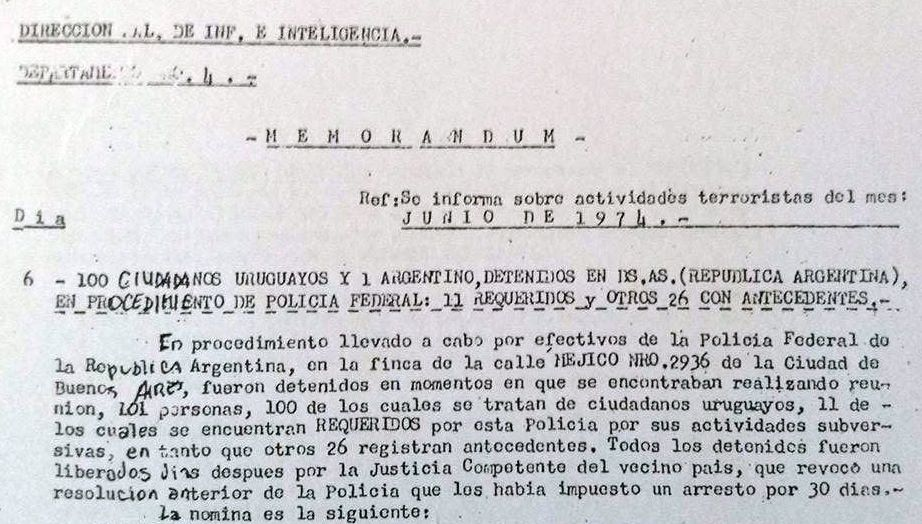 DIRECCION .AL. DE INF. E INTELIGENCIA.-
4.-
- M E M O R A N D U M -
Ref:Se informa sobre actividades terroristas del mes:
D i a
J U N I O D E 1 9 7 4 . -
6 - 100 CIUDADANOS URUGUAYOS Y 1 ARGENTINO,DETENIDOS EN BS.AS.(REPUBLICA ARGENTINA),
EN PROCEDIMIENTO DE POLICIA FEDERAL: 11 REQUERIDOS y OTROS 26 CON ANTECEDENTES.-
En procedimiento llevado a cabo por efectivos de la Policia Federal de
la Republica Argentina, en la finca de la calle MEJICO NRO.2936 de la Ciudad de
Buenos AIRES, fueron detenidos en momentos en que se encontraban realizando reu-
nion, 101 personas, 100 de los cuales se tratan de ciudadanos uruguayos, 11 de -
los cuales se encuentran REQUERIDOS por esta Policia por sus actividades subver-
sivas, en tanto que otros 26 registran antecedentes. Todos los detenidos fueron
liberados dias despues por la Justicia Competente del vecino pais, que revocó una
resolucion anterior de la Policia que les habia impuesto un arresto por 30 dias.-
La nomina es la siguiente: